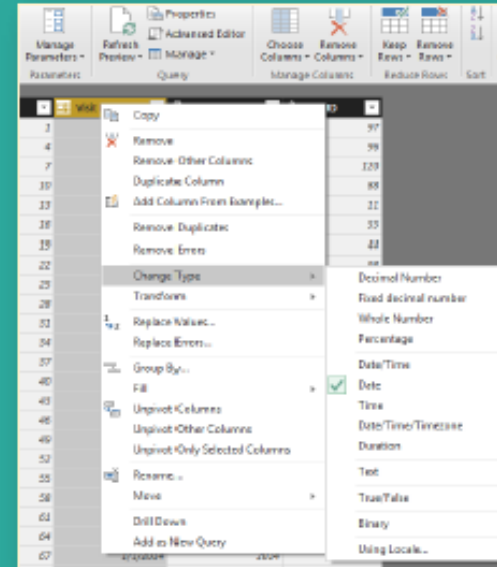 Properties
Advanced Editor
Manage
Manage Parameters
Refresh Preview
Choose Columns
Remove Columns
Keep Rows
Remove Rows
Parameters
Query
Manage Columns
Reduce Rows
Sort
Visit
1
97
Copy
4
99
Remove
7
Remove Other Columns
10
88
Duplicate Column
13
11
Add Column From Examples...
16
33
Remove Duplicates
19
44
Remove Errors
22
25
Change Type
28
Transform
31
Replace Values...
34
Replace Errors...
37
Group By...
40
Fill
43
Unpivot Columns
46
Unpivot Other Columns
49
Unpivot Only Selected Columns
52
55
Rename...
58
Move
61
Drill Down
64
Add as New Query
67
2014
Decimal Number
Fixed decimal number
Whole Number
Percentage
Date/Time
Date
Time
Date/Time/Timezone
Duration
Text
True/False
Binary
Using Locale...